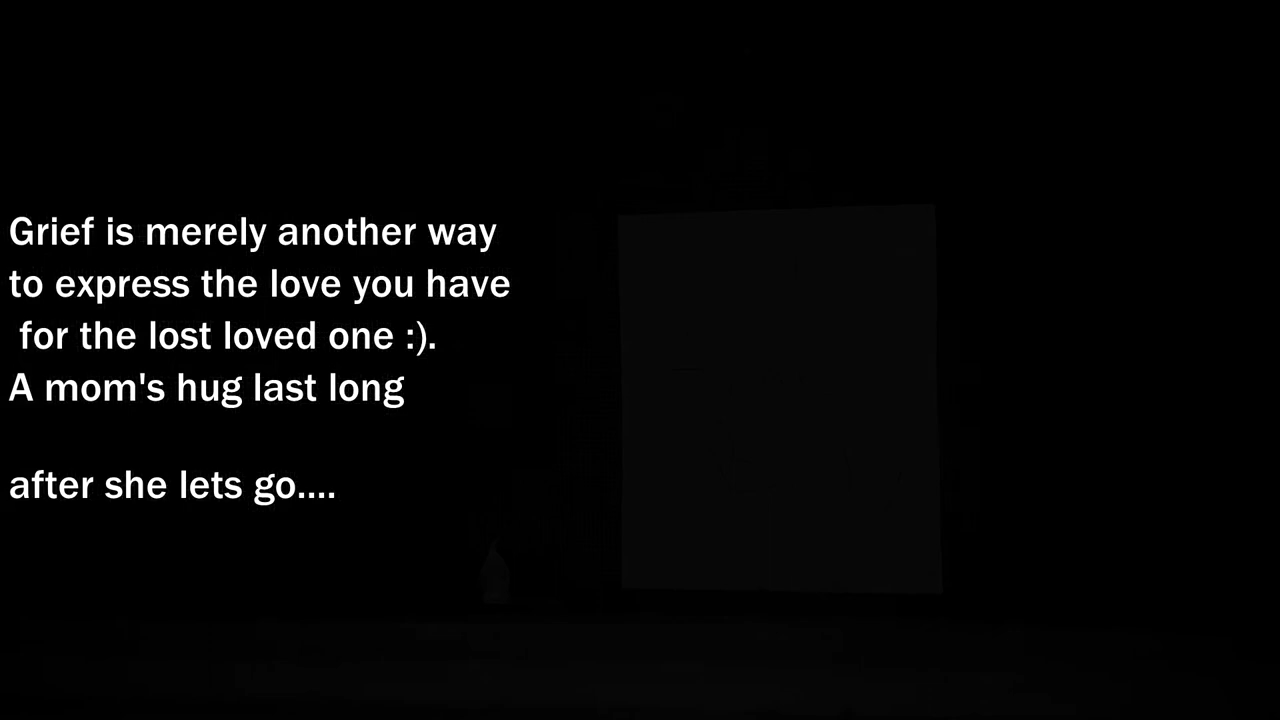 Grief is merely another way
to express the love you have
for the lost loved one :).
A mom's hug last long
after she lets go....